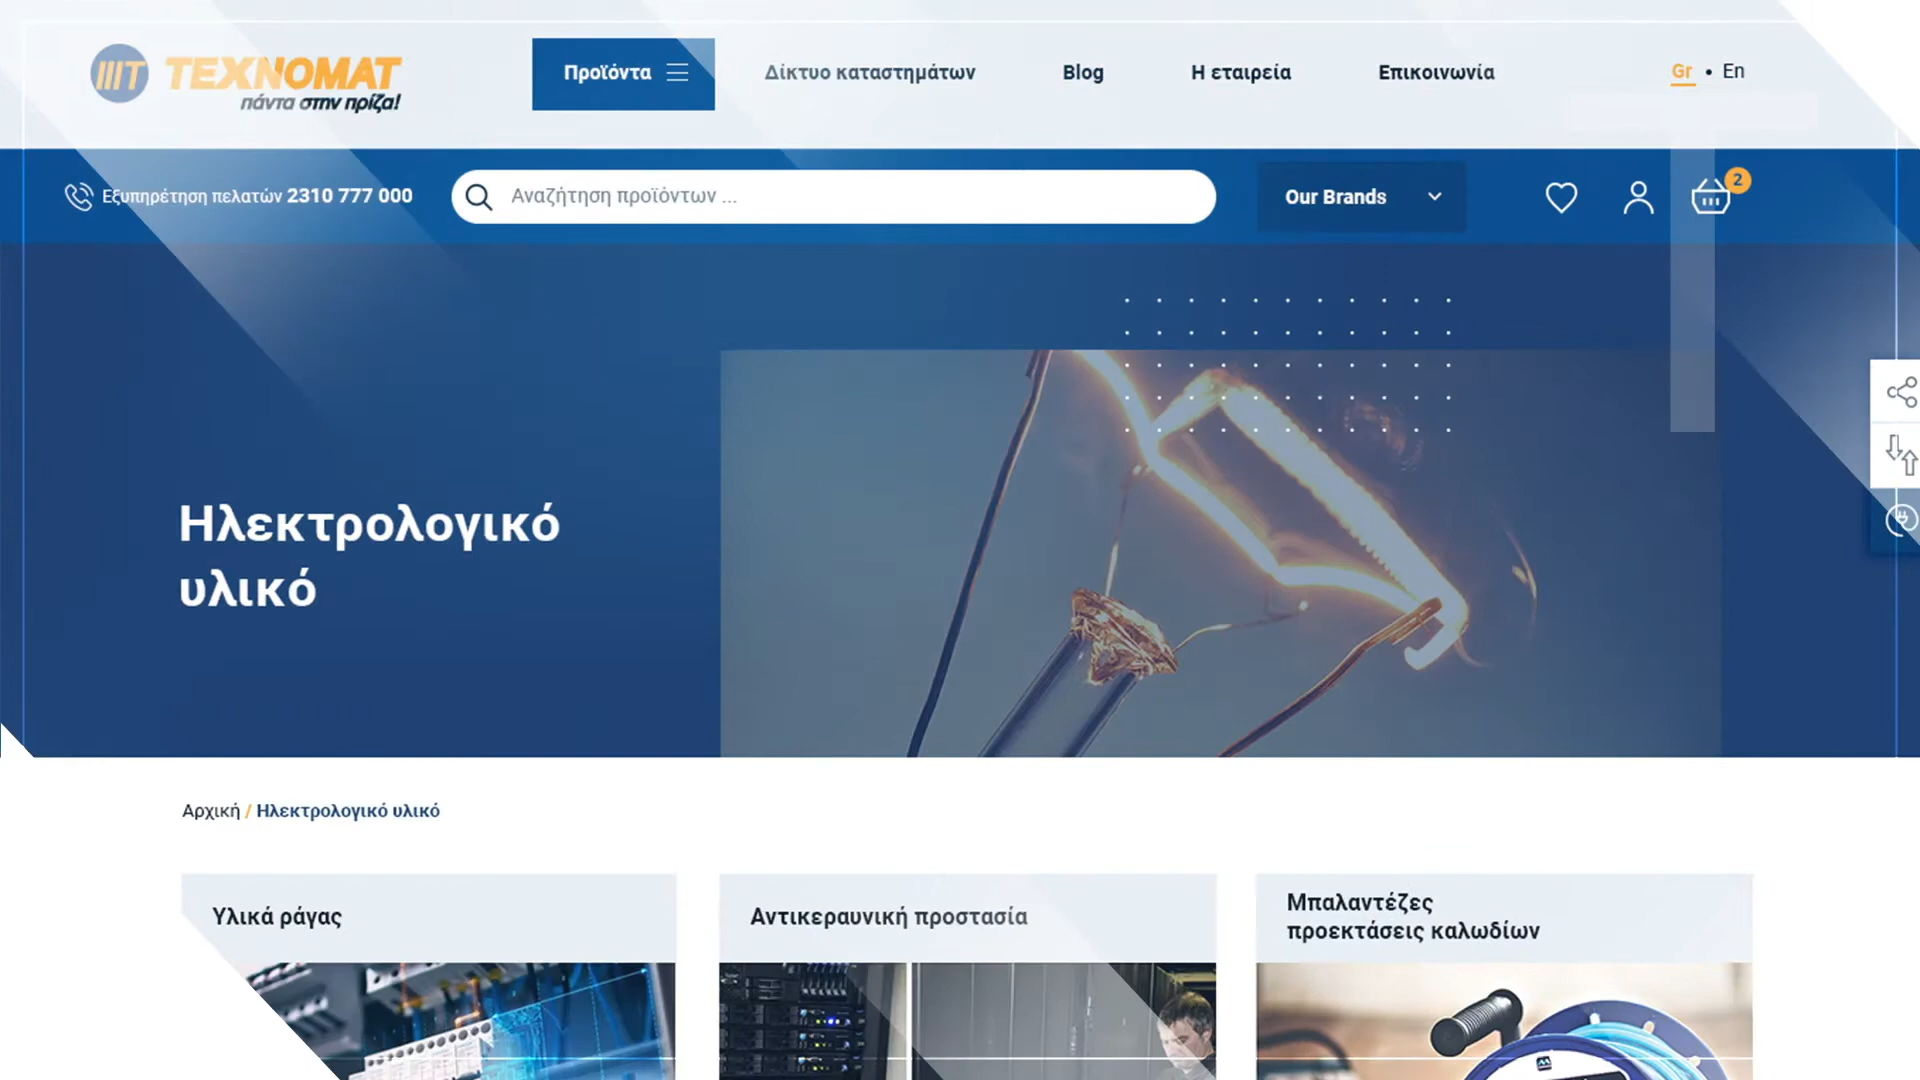 ΤΕΧΝΟΜΑΤ
πάντα στην πρίζα!
Προϊόντα
Δίκτυο καταστημάτων
Blog
Η εταιρεία
Επικοινωνία
Gr • En
Εξυπηρέτηση πελατών 2310 777 000
Αναζήτηση προϊόντων ...
Our Brands
2
Ηλεκτρολογικό
υλικό
Αρχική / Ηλεκτρολογικό υλικό
Υλικά ράγας
Αντικεραυνική προστασία
Μπαλαντέζες
προεκτάσεις καλωδίων